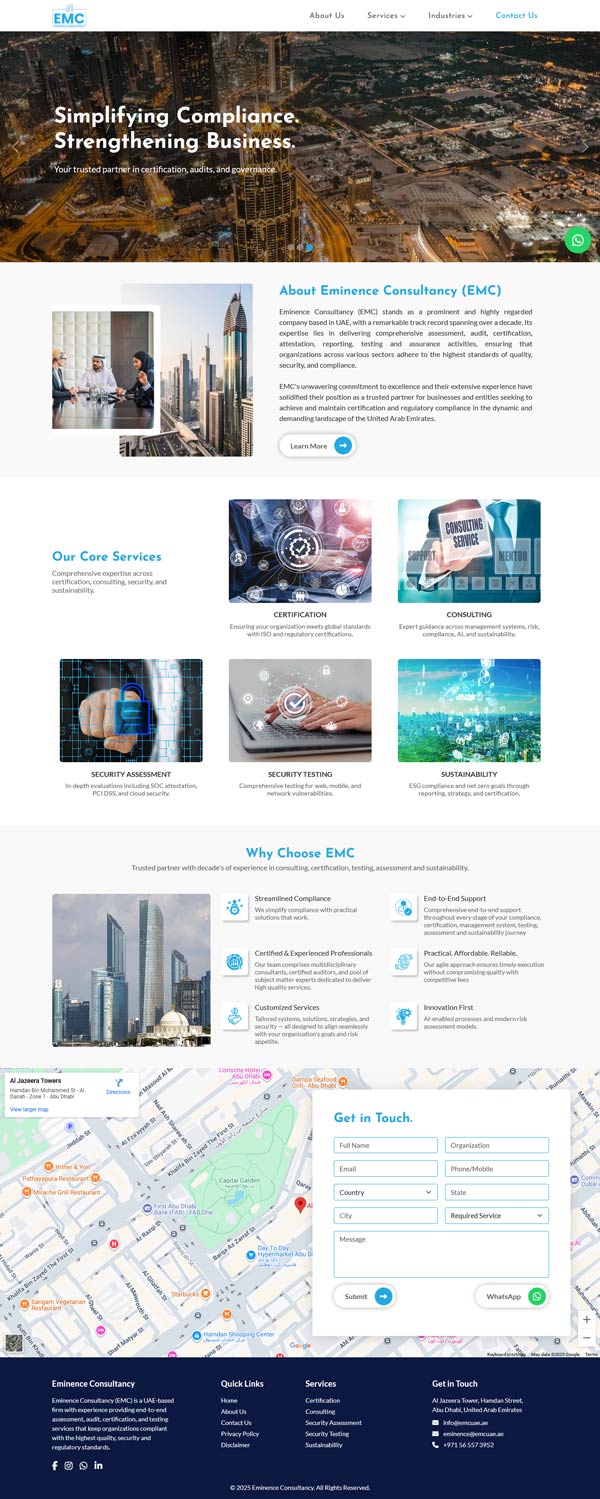 EMC
About Us
Services
Industries
Contact Us
Simplifying Compliance.
Strengthening Business.
Your trusted partner in certification, audits, and governance.
About Eminence Consultancy (EMC)
Eminence Consultancy (EMC) stands as a prominent and highly regarded
company based in UAE, with a remarkable track record spanning over a decade. Its
expertise lies in delivering comprehensive assessment, audit, certification,
attestation, reporting, testing and assurance activities, ensuring that
organizations across various sectors adhere to the highest standards of quality,
security, and compliance.
EMC's unwavering commitment to excellence and their extensive experience have
solidified their position as a trusted partner for businesses and entities seeking to
achieve and maintain certification and regulatory compliance in the dynamic and
demanding landscape of the United Arab Emirates.
Learn More
Our Core Services
Comprehensive expertise across
certification, consulting, security, and
sustainability.
CONSULTING
SERVICE
SUPPORT
MENTOR
CERTIFICATION
Ensuring your organization meets global standards
with ISO and regulatory certifications.
CONSULTING
Expert guidance across management systems, risk,
compliance, AI, and sustainability.
SECURITY ASSESSMENT
In-depth evaluations including SOC attestation,
PCI DSS, and cloud security.
SECURITY TESTING
Comprehensive testing for web, mobile, and
network vulnerabilities.
SUSTAINABILITY
ESG compliance and net zero goals through
reporting, strategy, and certification.
Why Choose EMC
Trusted partner with decade's of experience in consulting, certification, testing, assessment and sustainability.
Streamlined Compliance
We simplify compliance with practical
solutions that work.
End-to-End Support
Comprehensive end-to-end support
throughout every stage of your compliance,
certification, management system, testing,
assessment and sustainability journey
Certified & Experienced Professionals
Our team comprises multidisciplinary
consultants, certified auditors, and pool of
subject matter experts dedicated to deliver
high quality services.
Practical. Affordable. Reliable.
Our agile approach ensures timely execution
without compromising quality with
competitive fees
Customized Services
Tailored systems, solutions, strategies, and
security — all designed to align seamlessly
with your organisation's goals and risk
appetite.
Innovation First
AI-enabled processes and modern risk
assessment models.
Al Jazeera Towers
Hamdan Bin Mohammed St - Al
Danah - Zone 1 - Abu Dhabi
Directions
View larger map
Comiche Hotel
Abu Dhabi
Dampa Seafood
Grill
Jeddah St
Hither & Yon
Pathayapura Restaurant
Mirache Grill Restaurant
Capital Garden
First Abu Dhabi
Bank (FAB) | FAB One
Khalifa Bin Zayed The First St
Day To Day
Hypermarket Abu Dhabi
Starbucks
Sangam Vegetarian
Restaurant
Hamdan Shopping
Center
Google
Keyboard shortcuts
Map data ©2025 Google
Terms
Get in Touch.
Full Name
Organization
Email
Phone/Mobile
Country
State
City
Required Service
Message
Submit
WhatsApp
Eminence Consultancy
Eminence Consultancy (EMC) is a UAE-based
firm with experience providing end-to-end
assessment, audit, certification, and testing
services that keep organizations compliant
with the highest quality, security and
regulatory standards.
Quick Links
Home
About Us
Contact Us
Privacy Policy
Disclaimer
Services
Certification
Consulting
Security Assessment
Security Testing
Sustainability
Get in Touch
Al Jazeera Tower, Hamdan Street,
Abu Dhabi, United Arab Emirates
info@emcuae.ae
eminence@emcuae.ae
+971 56 557 3952
© 2025 Eminence Consultancy. All Rights Reserved.